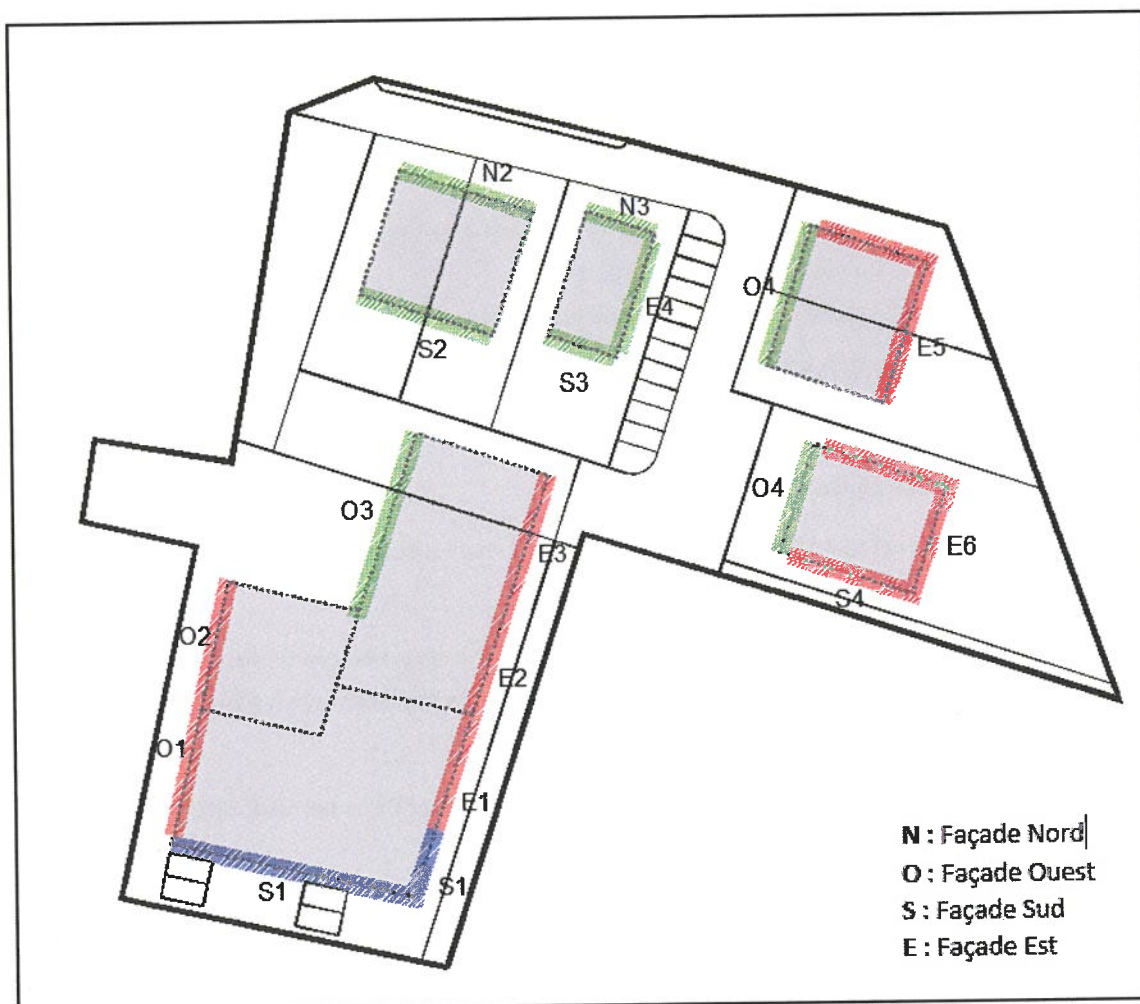 N2
N3
O4
E4
E5
S2
S3
O4
O3
E3
E6
S4
O2
E2
O1
E1
S1
S1
N : Façade Nord
O : Façade Ouest
S : Façade Sud
E : Façade Est